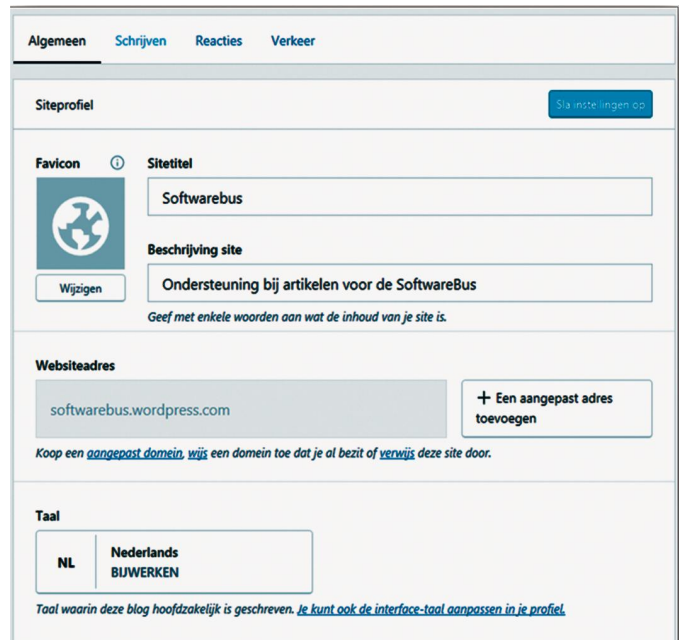 Algemeen Schrijven Reacties Verkeer
Siteprofiel
Sla instellingen op
Favicon
Sitetitel
Softwarebus
Wijzigen
Beschrijving site
Ondersteuning bij artikelen voor de SoftwareBus
Geef met enkele woorden aan wat de inhoud van je site is.
Websiteadres
softwarebus.wordpress.com
+ Een aangepast adres
toevoegen
Koop een aangepast domein, wijs een domein toe dat je al bezit of verwijs deze site door.
Taal
NL
Nederlands
BIJWERKEN
Taal waarin deze blog hoofdzakelijk is geschreven. Je kunt ook de interface-taal aanpassen in je profiel.